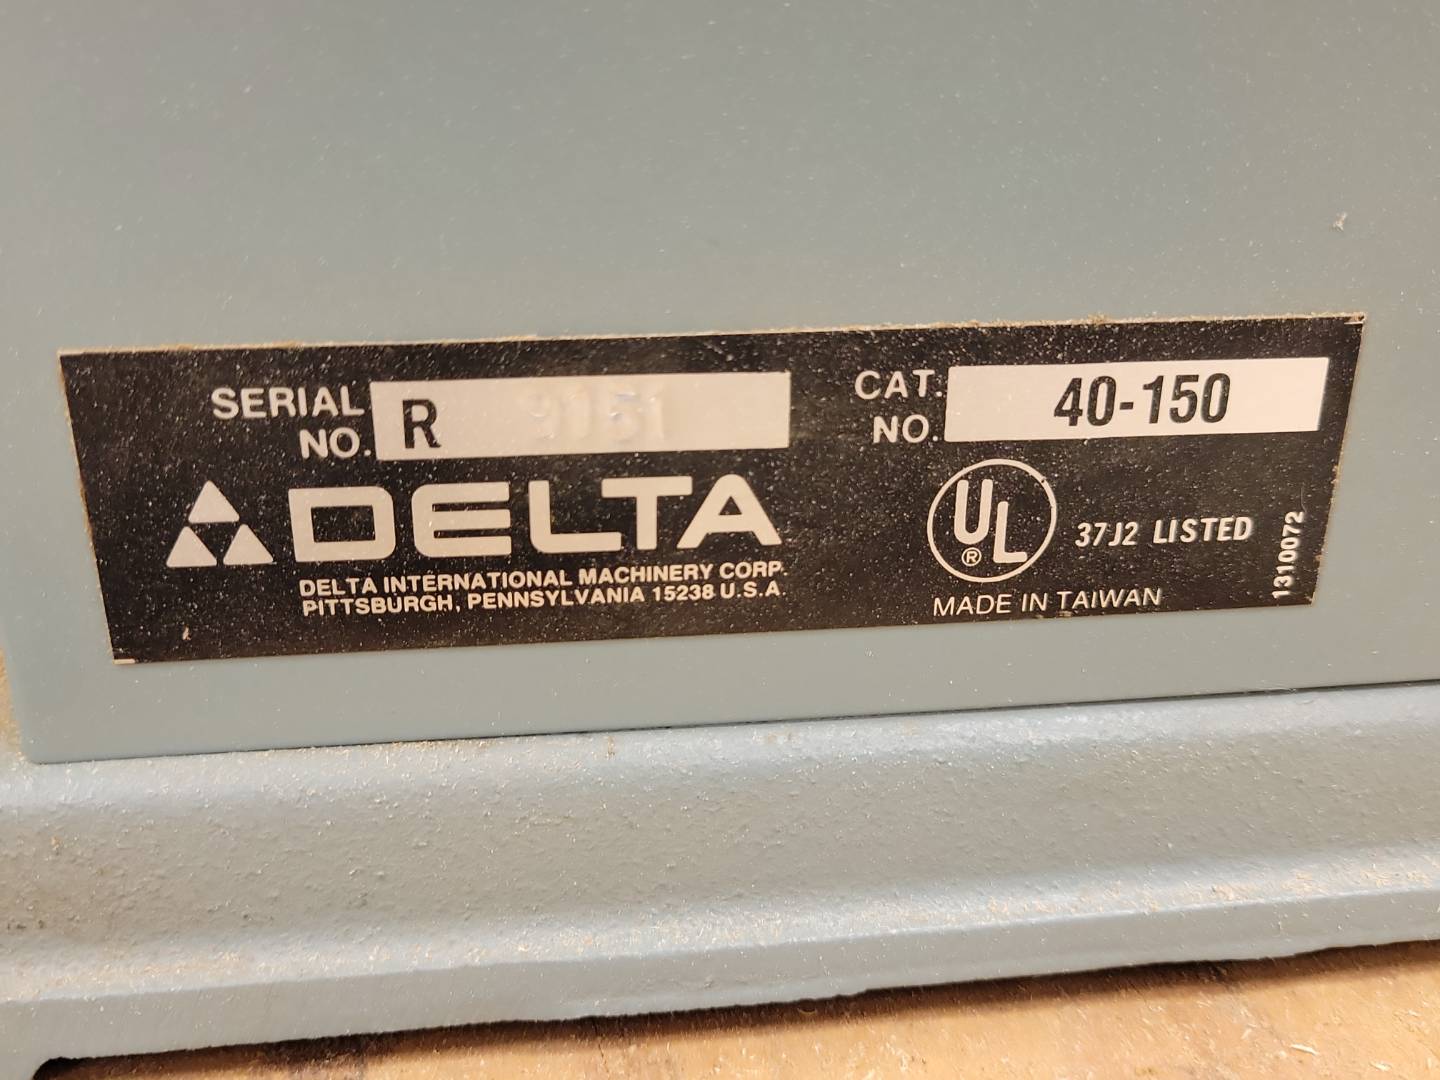 SERIAL NO. R 9151
CAT. NO. 40-150
DELTA
DELTA INTERNATIONAL MACHINERY CORP.
PITTSBURGH, PENNSYLVANIA 15238 U.S.A.
UL ®
37J2 LISTED
MADE IN TAIWAN
1310072